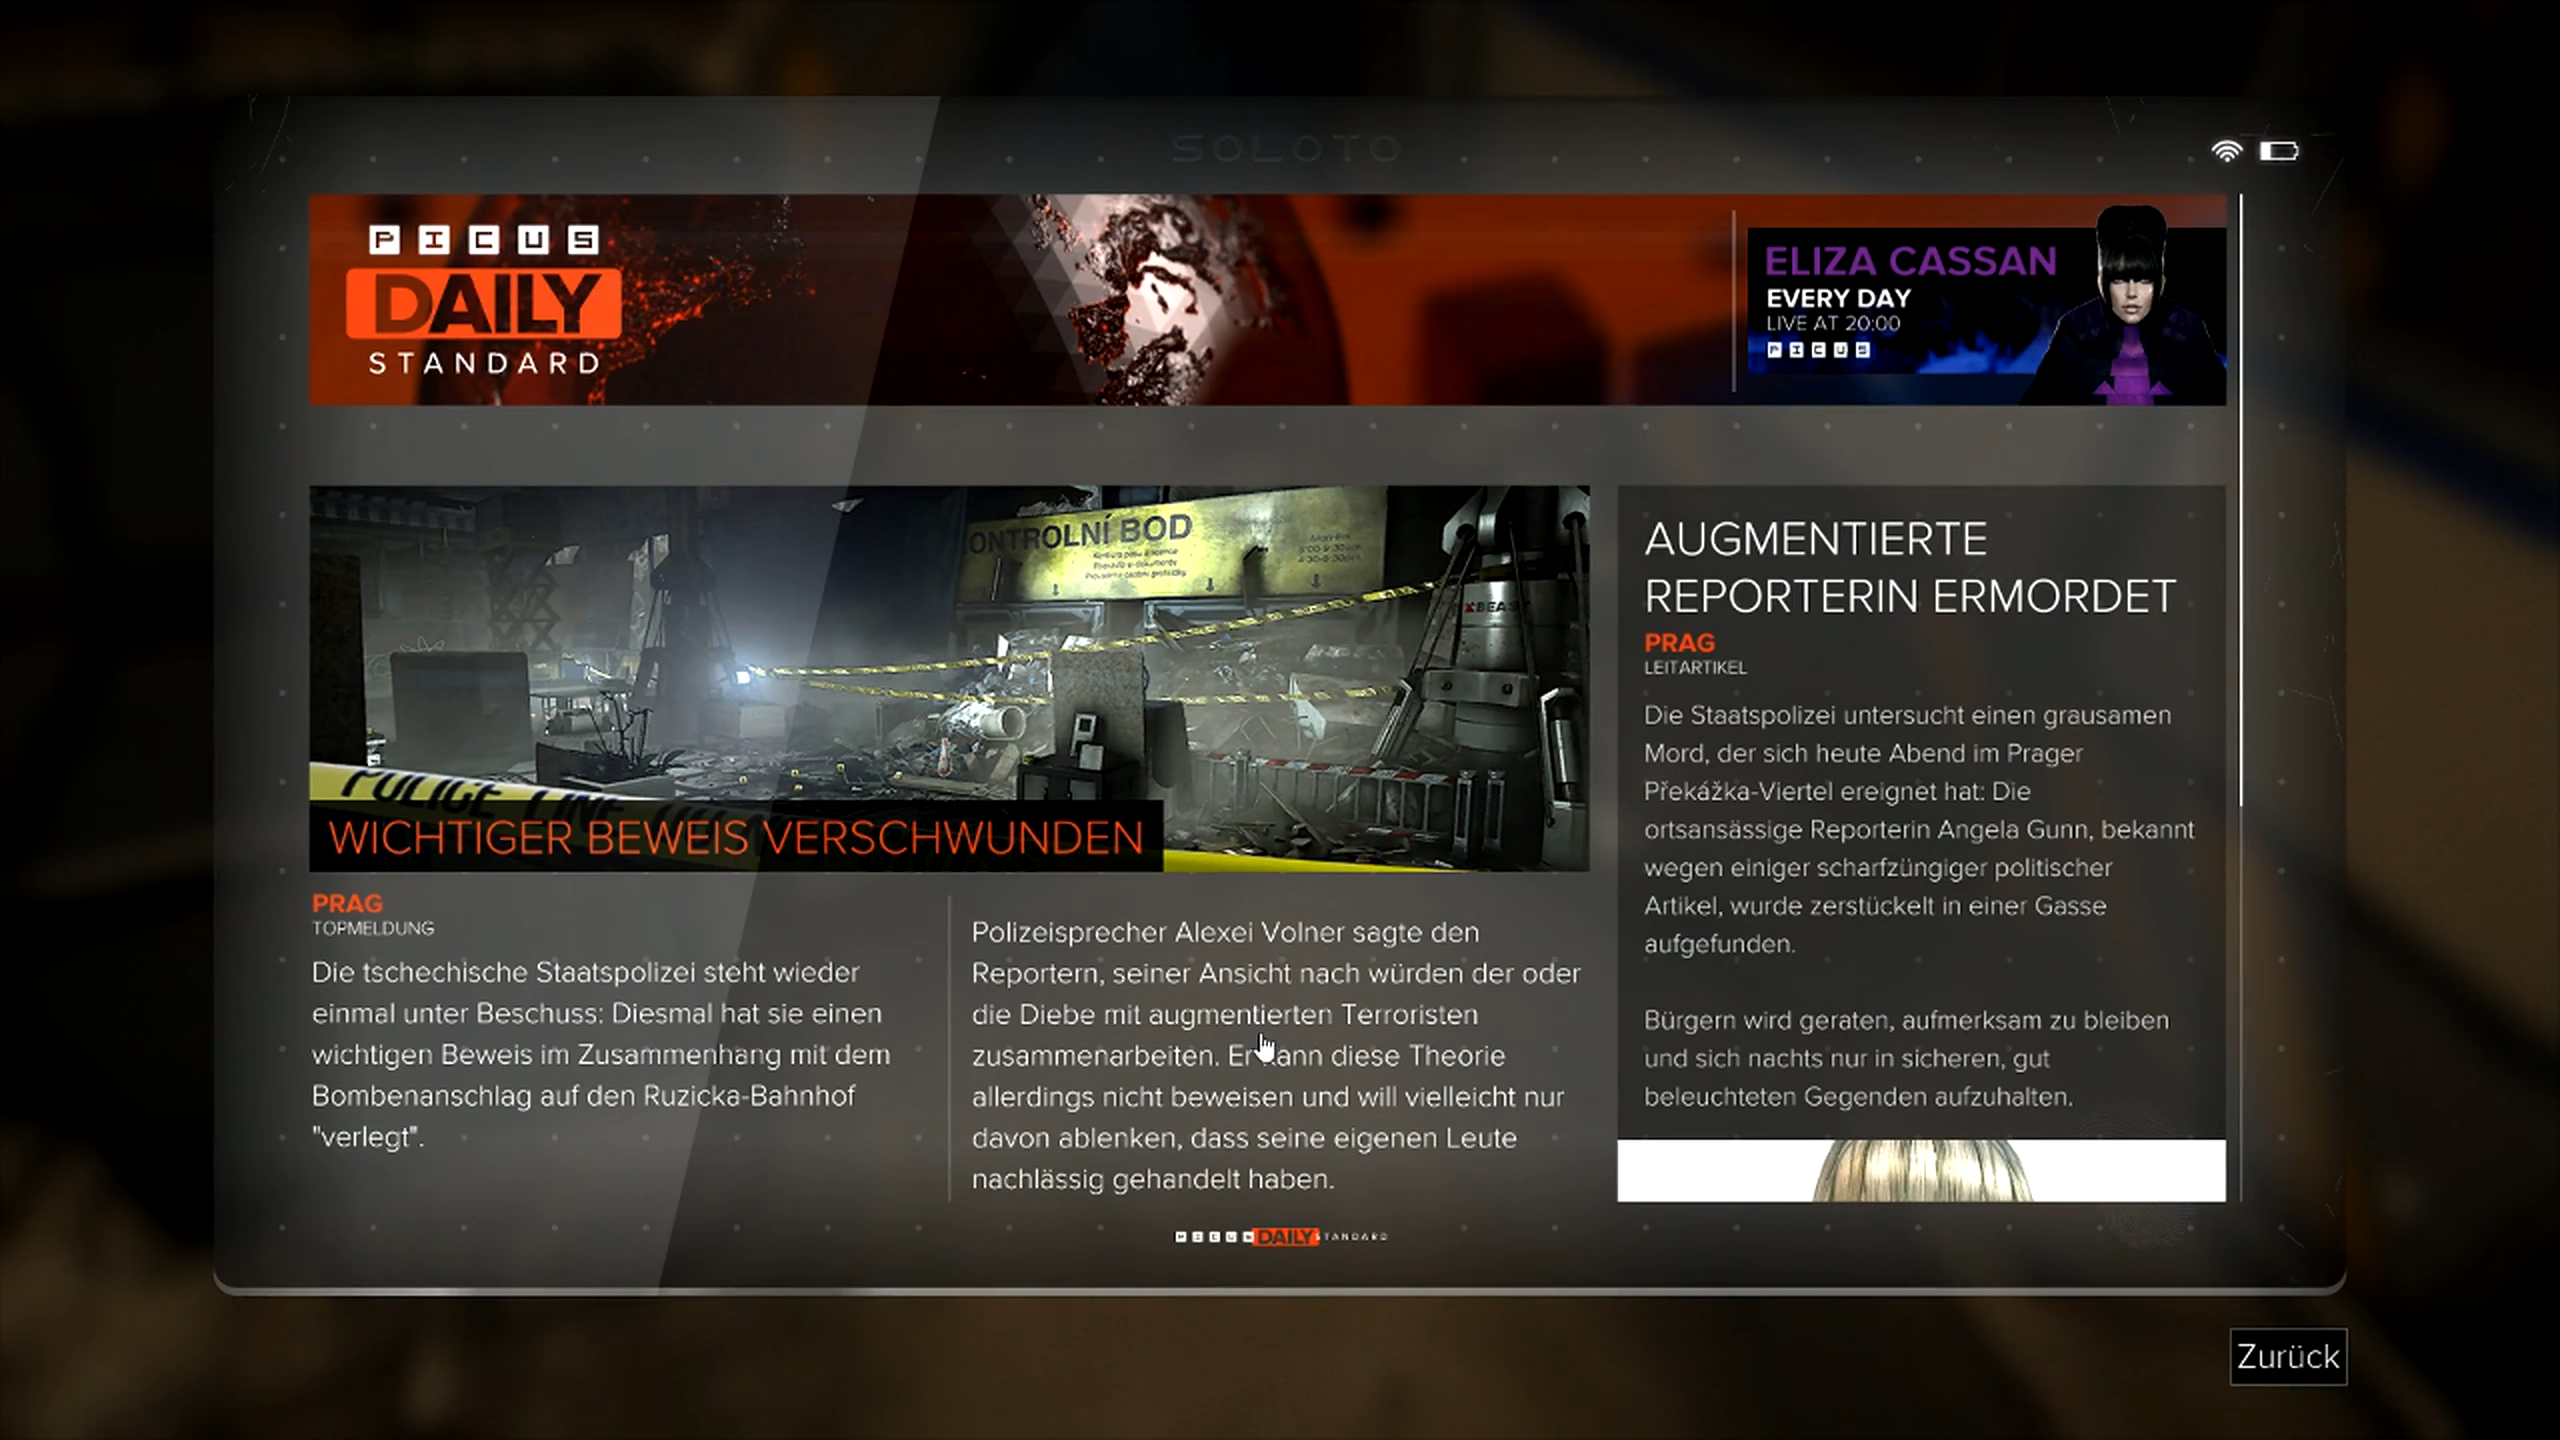 SOLOTO
PICUS
DAILY
STANDARD
ELIZA CASSAN
EVERY DAY
LIVE AT 20:00
PICUS
ONTROLNÍ BOD
POLICE LINE
WICHTIGER BEWEIS VERSCHWUNDEN
PRAG
TOPMELDUNG
Die tschechische Staatspolizei steht wieder
einmal unter Beschuss: Diesmal hat sie einen
wichtigen Beweis im Zusammenhang mit dem
Bombenanschlag auf den Ruzicka-Bahnhof
"verlegt".
Polizeisprecher Alexei Volner sagte den
Reportern, seiner Ansicht nach würden der oder
die Diebe mit augmentierten Terroristen
zusammenarbeiten. Er kann diese Theorie
allerdings nicht beweisen und will vielleicht nur
davon ablenken, dass seine eigenen Leute
nachlässig gehandelt haben.
AUGMENTIERTE
REPORTERIN ERMORDET
PRAG
LEITARTIKEL
Die Staatspolizei untersucht einen grausamen
Mord, der sich heute Abend im Prager
Překážka-Viertel ereignet hat: Die
ortsansässige Reporterin Angela Gunn, bekannt
wegen einiger scharfzüngiger politischer
Artikel, wurde zerstückelt in einer Gasse
aufgefunden.
Bürgern wird geraten, aufmerksam zu bleiben
und sich nachts nur in sicheren, gut
beleuchteten Gegenden aufzuhalten.
PICUS DAILY STANDARD
Zurück